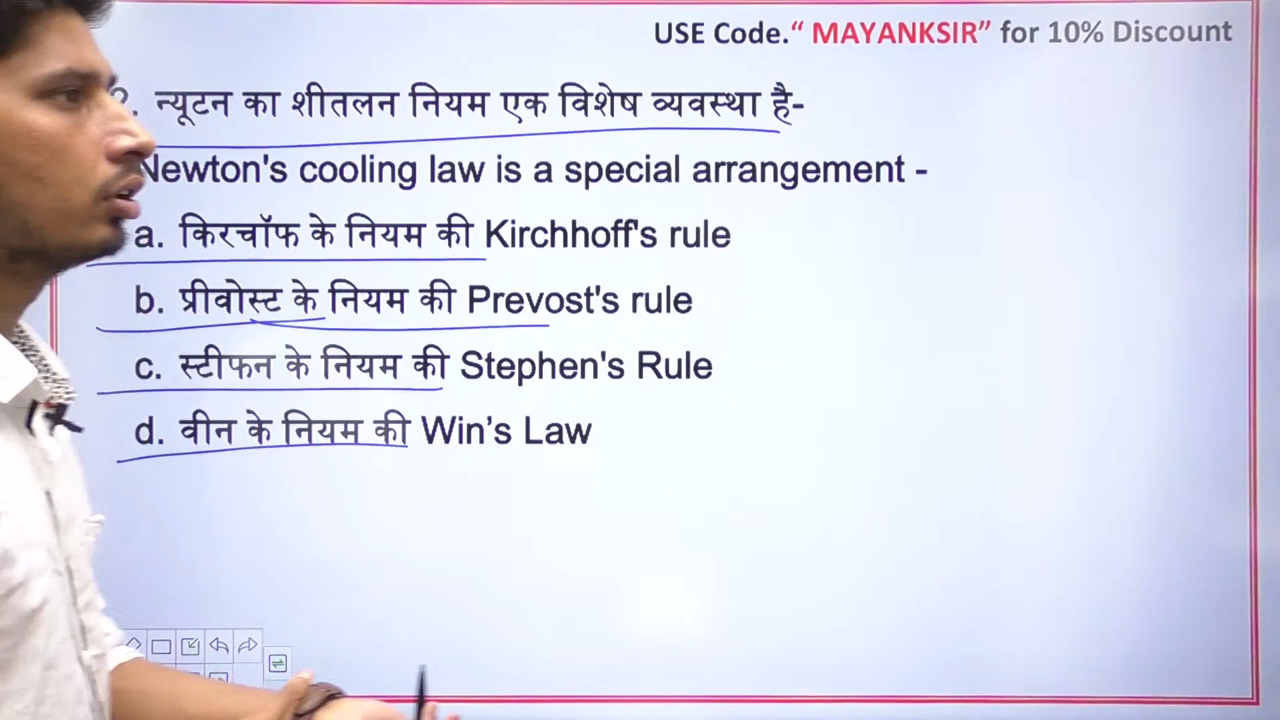 USE Code.“ MAYANKSIR” for 10% Discount
2. न्यूटन का शीतलन नियम एक विशेष व्यवस्था है-
Newton's cooling law is a special arrangement -
a. किरचॉफ के नियम की Kirchhoff's rule
b. प्रीवोस्ट के नियम की Prevost's rule
c. स्टीफन के नियम की Stephen's Rule
d. वीन के नियम की Win’s Law